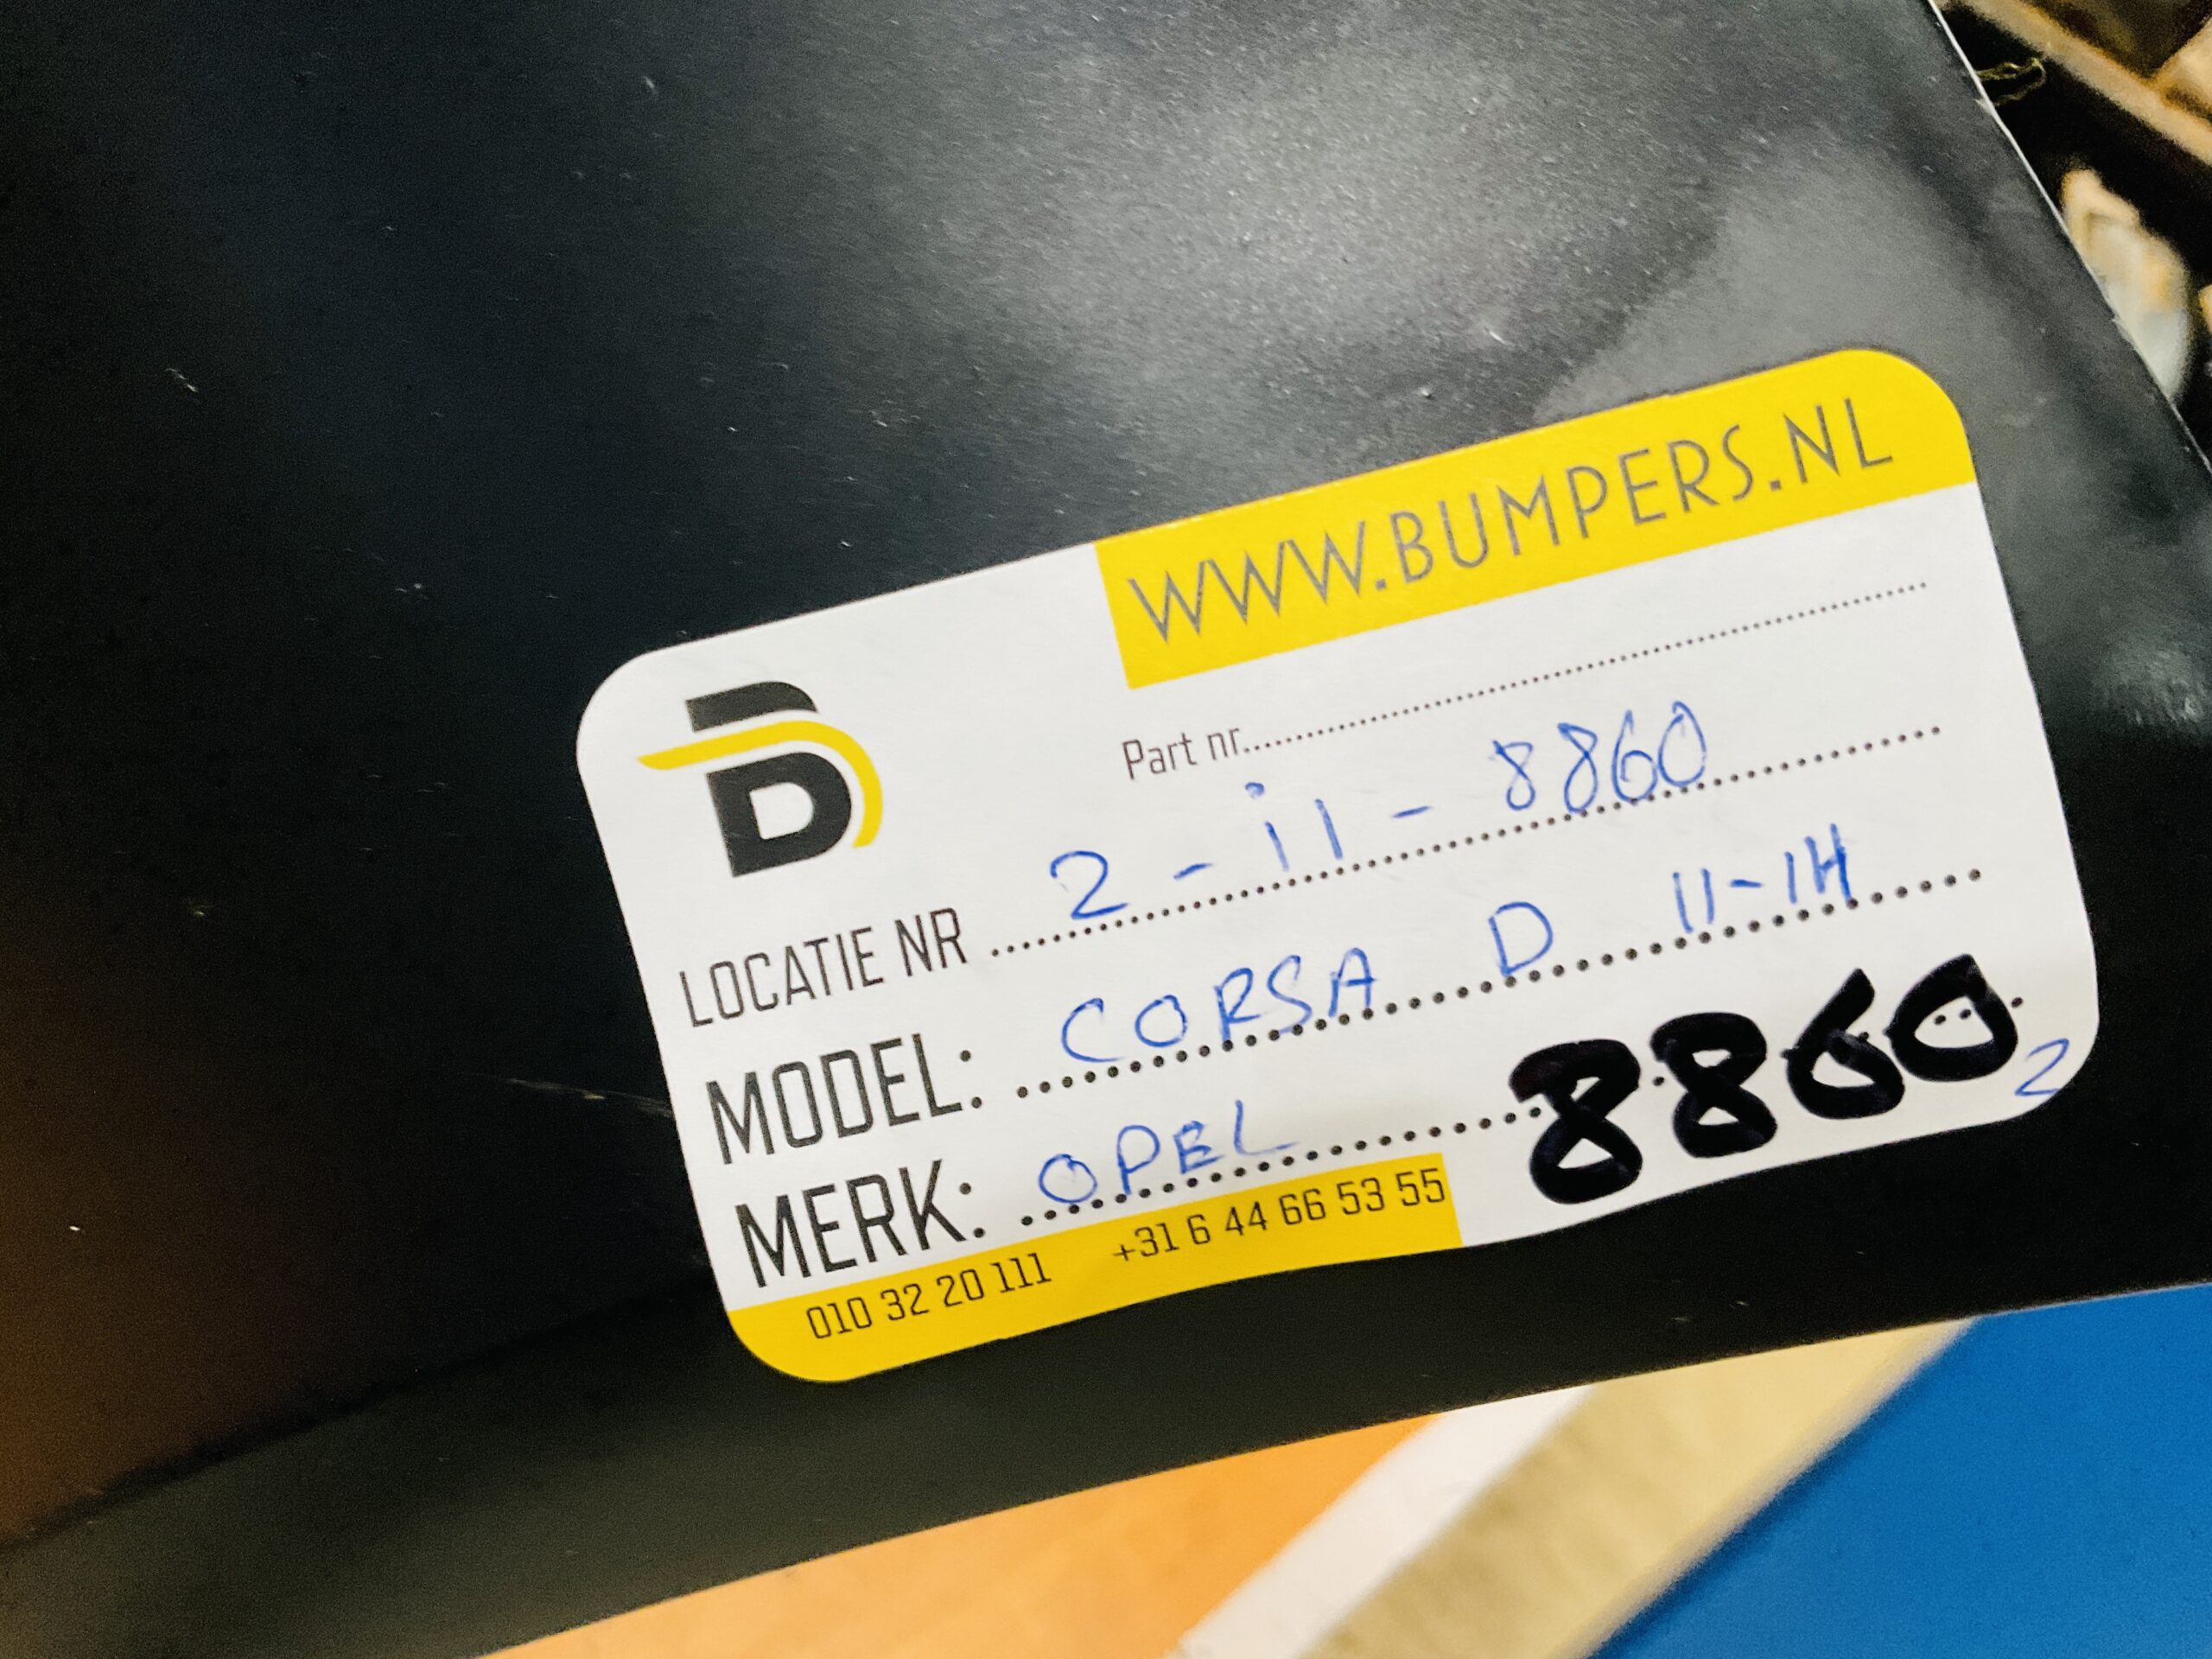 WWW.BUMPERS.NL
Part nr..............
LOCATIE NR 2 - i1 - 8860
MODEL: CORSA D 11-14
MERK: OPEL 8860 2
010 32 20 111 +31 6 44 66 53 55